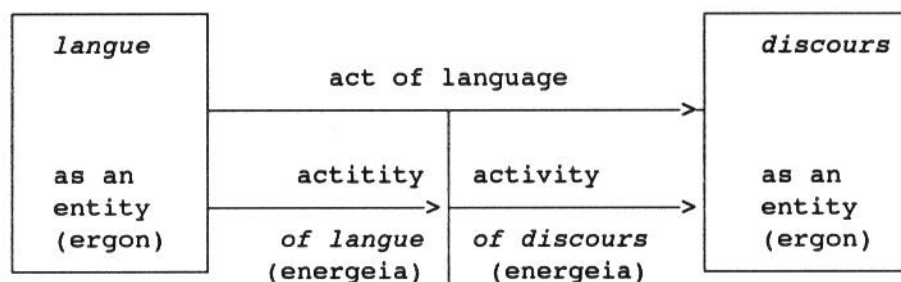 langue
as an
entity
(ergon)
act of language
actitity
of langue
(energeia)
activity
of discours
(energeia)
discours
as an
entity
(ergon)